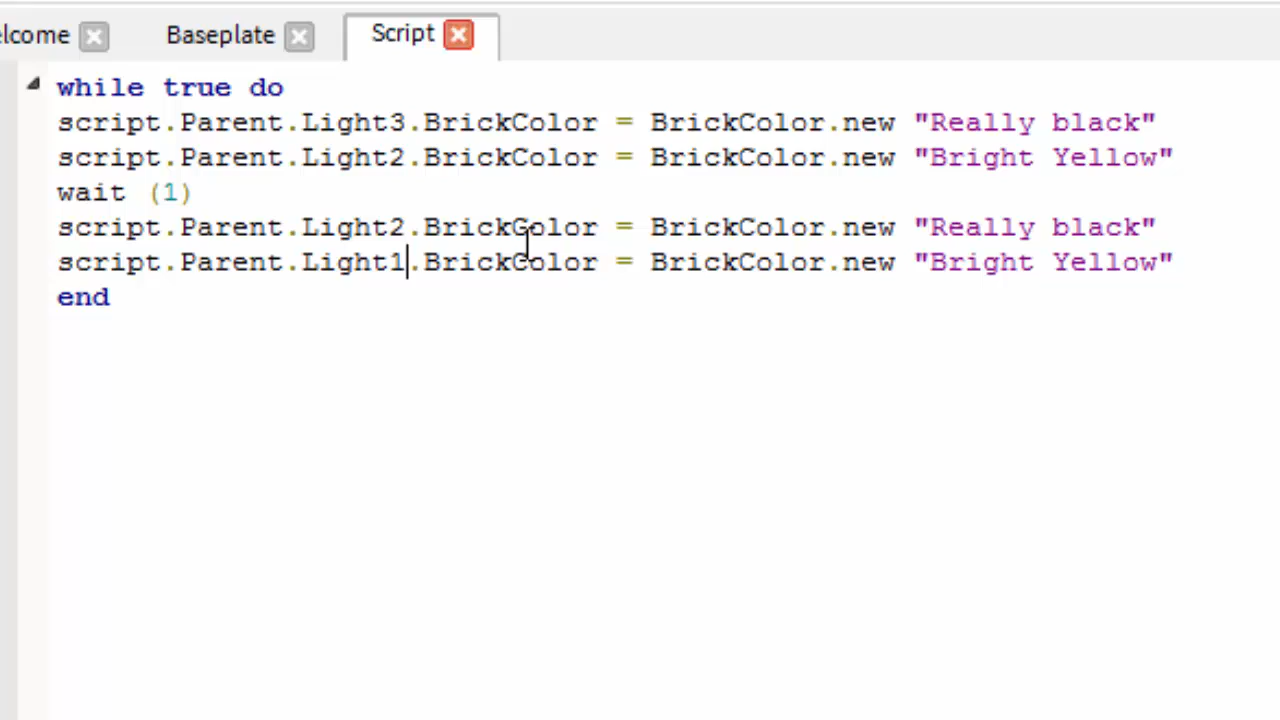 elcome Baseplate Script
while true do
script.Parent.Light3.BrickColor = BrickColor.new "Really black"
script.Parent.Light2.BrickColor = BrickColor.new "Bright Yellow"
wait (1)
script.Parent.Light2.BrickColor = BrickColor.new "Really black"
script.Parent.Light1.BrickColor = BrickColor.new "Bright Yellow"
end